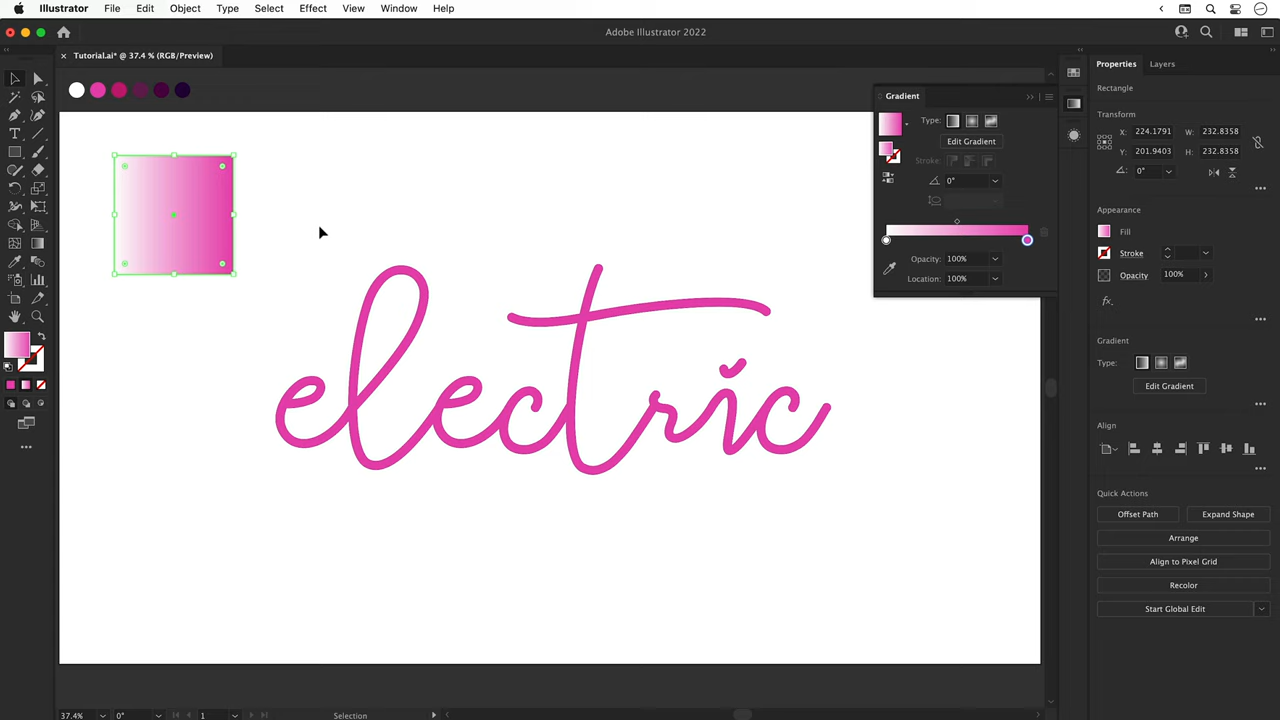 Illustrator File Edit Object Type Select Effect View Window Help
Adobe Illustrator 2022
× Tutorial.ai* @ 37.4 % (RGB/Preview)
Gradient
Type:
Edit Gradient
Stroke:
0°
Opacity: 100%
Location: 100%
Properties Layers
Rectangle
Transform
X: 224.1791 W: 232.8358
Y: 201.9403 H: 232.8358
0°
Appearance
Fill
Stroke
Opacity 100%
fx.
Gradient
Type:
Edit Gradient
Align
Quick Actions
Offset Path Expand Shape
Arrange
Align to Pixel Grid
Recolor
Start Global Edit
electric
37.4% 0° 1 Selection